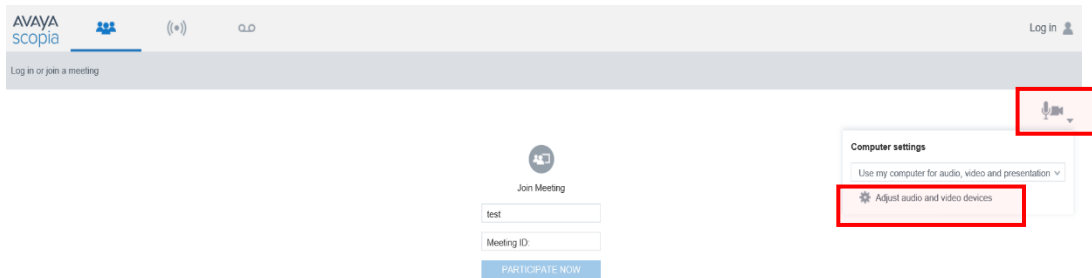 AVAYA
scopia
Log in
Log in or join a meeting
Computer settings
Use my computer for audio, video and presentation
Adjust audio and video devices
Join Meeting
test
Meeting ID:
PARTICIPATE NOW